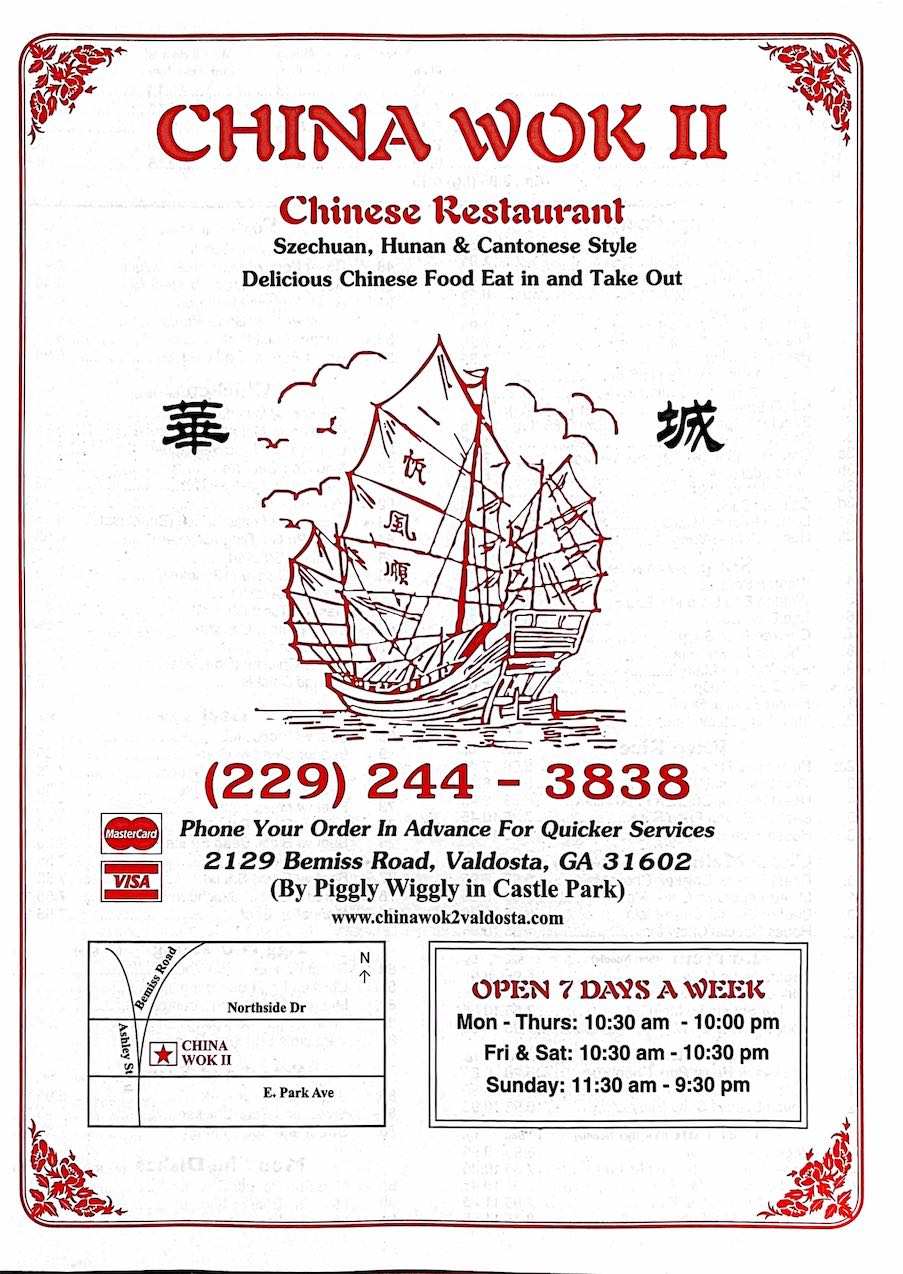 CHINA WOK II
Chinese Restaurant
Szechuan, Hunan & Cantonese Style
Delicious Chinese Food Eat in and Take Out
華 城
帆
風
順
(229) 244 - 3838
MasterCard
VISA
Phone Your Order In Advance For Quicker Services
2129 Bemiss Road, Valdosta, GA 31602
(By Piggly Wiggly in Castle Park)
www.chinawok2valdosta.com
Bemiss Road
N
Northside Dr
Ashley St
CHINA
WOK II
E. Park Ave
OPEN 7 DAYS A WEEK
Mon - Thurs: 10:30 am - 10:00 pm
Fri & Sat: 10:30 am - 10:30 pm
Sunday: 11:30 am - 9:30 pm